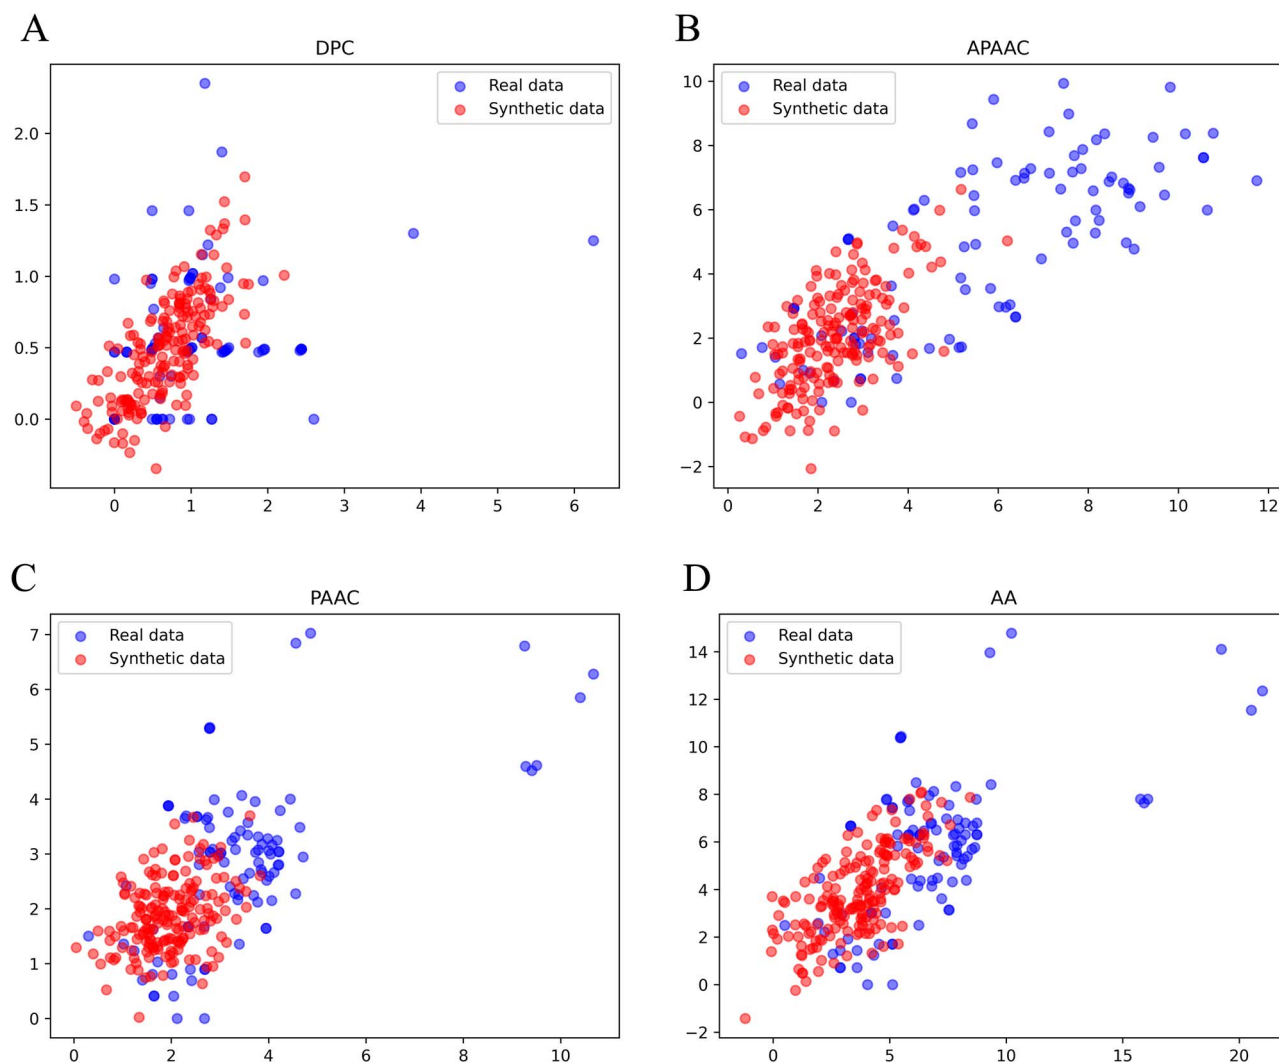 A
DPC
Real data
Synthetic data
2.0
1.5
1.0
0.5
0.0
0 1 2 3 4 5 6
B
APAAC
Real data
Synthetic data
10
8
6
4
2
0
−2
0 2 4 6 8 10 12
C
PAAC
Real data
Synthetic data
7
6
5
4
3
2
1
0
0 2 4 6 8 10
D
AA
Real data
Synthetic data
14
12
10
8
6
4
2
0
−2
0 5 10 15 20